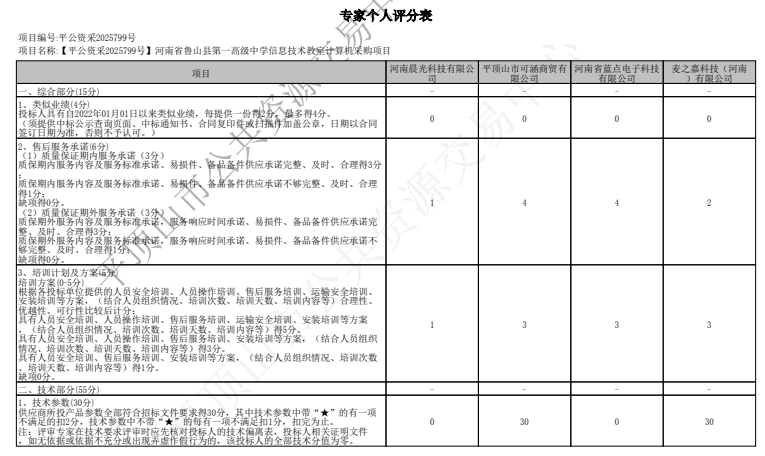 专家个人评分表
项目编号:平公资采2025799号
项目名称:【平公资采2025799号】河南省鲁山县第一高级中学信息技术教室计算机采购项目
项目 河南晨光科技有限公 平顶山市可涵商贸有 河南省蓝点电子科技 麦之嘉科技（河南
司 限公司 有限公司 ）有限公司
一、综合部分(15分) - - - -
1、类似业绩(4分)
投标人具有自2022年01月01日以来类似业绩，每提供一份得2分，最多得4分。
（须提供中标公示查询页面、中标通知书、合同复印件或扫描件加盖公章，日期以合同
签订日期为准，否则不予认可。）
0 0 0 0
2、售后服务承诺(6分)
（1）质量保证期内服务承诺（3分）
质保期内服务内容及服务标准承诺、易损件、备品备件供应承诺完整、及时、合理得3分
；
质保期内服务内容及服务标准承诺、易损件、备品备件供应承诺不够完整、及时、合理
得1分；
缺项得0分。
（2）质量保证期外服务承诺（3分）
质保期外服务内容及服务标准承诺，服务响应时间承诺、易损件、备品备件供应承诺完
整、及时、合理得3分；
质保期外服务内容及服务标准承诺，服务响应时间承诺、易损件、备品备件供应承诺不
够完整、及时、合理得1分；
缺项得0分。
1 4 4 2
3、培训计划及方案(5分)
培训方案(0-5分)
根据各投标单位提供的人员安全培训、人员操作培训、售后服务培训、运输安全培训、
安装培训等方案，（结合人员组织情况、培训次数、培训天数、培训内容等）合理性、
优越性、可行性比较后计分；
具有人员安全培训、人员操作培训、售后服务培训、运输安全培训、安装培训等方案
，（结合人员组织情况、培训次数、培训天数、培训内容等）得5分。
具有人员安全培训、人员操作培训、售后服务培训、安装培训等方案，（结合人员组织
情况、培训次数、培训天数、培训内容等）得3分。
具有人员安全培训、售后服务培训、安装培训等方案，（结合人员组织情况、培训次数
、培训天数、培训内容等）得1分。
缺项0分。
1 3 3 3
二、技术部分(55分) - - - -
1、技术参数(30分)
供应商所投产品参数全部符合招标文件要求得30分，其中技术参数中带“★”的有一项
不满足的扣2分，技术参数中不带“★”的每有一项不满足扣1分，扣完为止。
注：评审专家在技术要求评审时应先核对投标人的技术偏离表，投标人相关证明文件
，如无依据或依据不充分或出现弄虚作假行为的，该投标人的全部技术分值为零。
0 30 0 30
平顶山市公共资源交易中心